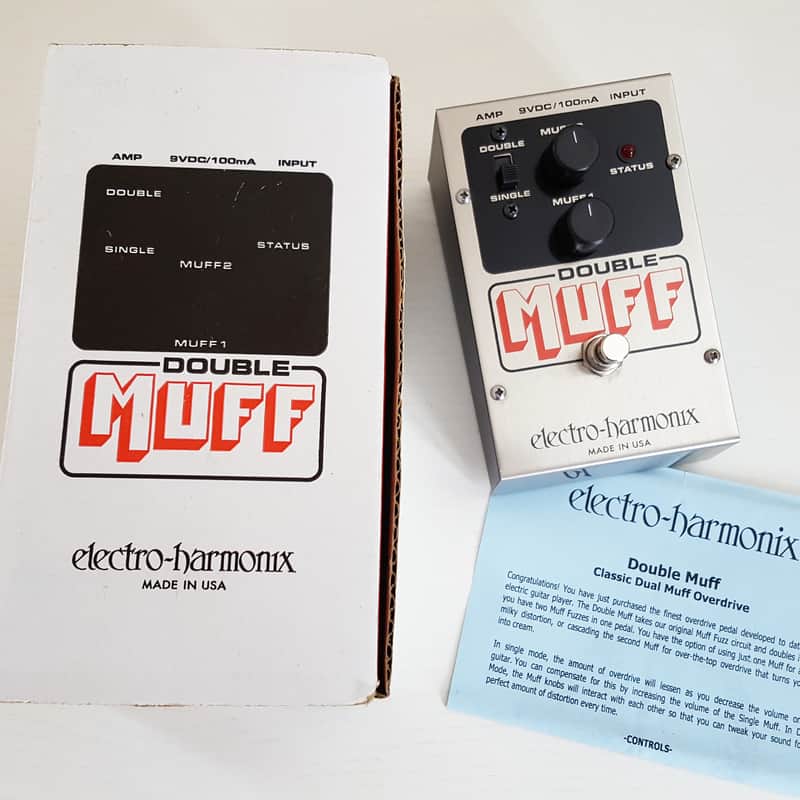 AMP 9VDC/100mA INPUT
DOUBLE
SINGLE STATUS
MUFF2
MUFF1
DOUBLE
MUFF
electro-harmonix
MADE IN USA
AMP 9VDC/100mA INPUT
DOUBLE
STATUS
SINGLE
MUFF1
DOUBLE
MUFF
electro-harmonix
MADE IN USA
electro-harmonix
Double Muff
Classic Dual Muff Overdrive
Congratulations! You have just purchased the finest overdrive pedal developed to
electric guitar player. The Double Muff takes our original Muff Fuzz circuit and doubles
you have two Muff Fuzzes in one pedal. You have the option of using just one Muff for
milky distortion, or cascading the second Muff for over-the-top overdrive that turns
into cream.
In single mode, the amount of overdrive will lessen as you decrease the volume
guitar. You can compensate for this by increasing the volume of the Single Muff. In
Mode, the Muff knobs will interact with each other so that you can tweak your sound
perfect amount of distortion every time.
-CONTROLS-